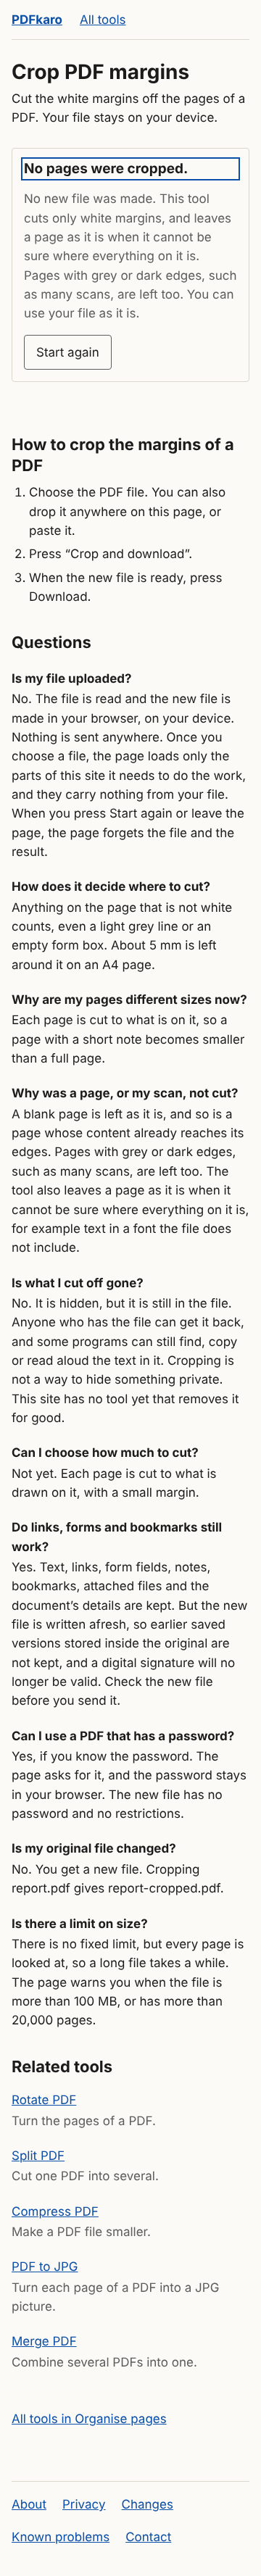 PDFkaro All tools
Crop PDF margins
Cut the white margins off the pages of a
PDF. Your file stays on your device.
No pages were cropped.
No new file was made. This tool
cuts only white margins, and leaves
a page as it is when it cannot be
sure where everything on it is.
Pages with grey or dark edges, such
as many scans, are left too. You can
use your file as it is.
Start again
How to crop the margins of a
PDF
1. Choose the PDF file. You can also
drop it anywhere on this page, or
paste it.
2. Press “Crop and download”.
3. When the new file is ready, press
Download.
Questions
Is my file uploaded?
No. The file is read and the new file is
made in your browser, on your device.
Nothing is sent anywhere. Once you
choose a file, the page loads only the
parts of this site it needs to do the work,
and they carry nothing from your file.
When you press Start again or leave the
page, the page forgets the file and the
result.
How does it decide where to cut?
Anything on the page that is not white
counts, even a light grey line or an
empty form box. About 5 mm is left
around it on an A4 page.
Why are my pages different sizes now?
Each page is cut to what is on it, so a
page with a short note becomes smaller
than a full page.
Why was a page, or my scan, not cut?
A blank page is left as it is, and so is a
page whose content already reaches its
edges. Pages with grey or dark edges,
such as many scans, are left too. The
tool also leaves a page as it is when it
cannot be sure where everything on it is,
for example text in a font the file does
not include.
Is what I cut off gone?
No. It is hidden, but it is still in the file.
Anyone who has the file can get it back,
and some programs can still find, copy
or read aloud the text in it. Cropping is
not a way to hide something private.
This site has no tool yet that removes it
for good.
Can I choose how much to cut?
Not yet. Each page is cut to what is
drawn on it, with a small margin.
Do links, forms and bookmarks still
work?
Yes. Text, links, form fields, notes,
bookmarks, attached files and the
document’s details are kept. But the new
file is written afresh, so earlier saved
versions stored inside the original are
not kept, and a digital signature will no
longer be valid. Check the new file
before you send it.
Can I use a PDF that has a password?
Yes, if you know the password. The
page asks for it, and the password stays
in your browser. The new file has no
password and no restrictions.
Is my original file changed?
No. You get a new file. Cropping
report.pdf gives report-cropped.pdf.
Is there a limit on size?
There is no fixed limit, but every page is
looked at, so a long file takes a while.
The page warns you when the file is
more than 100 MB, or has more than
20,000 pages.
Related tools
Rotate PDF
Turn the pages of a PDF.
Split PDF
Cut one PDF into several.
Compress PDF
Make a PDF file smaller.
PDF to JPG
Turn each page of a PDF into a JPG
picture.
Merge PDF
Combine several PDFs into one.
All tools in Organise pages
About Privacy Changes
Known problems Contact